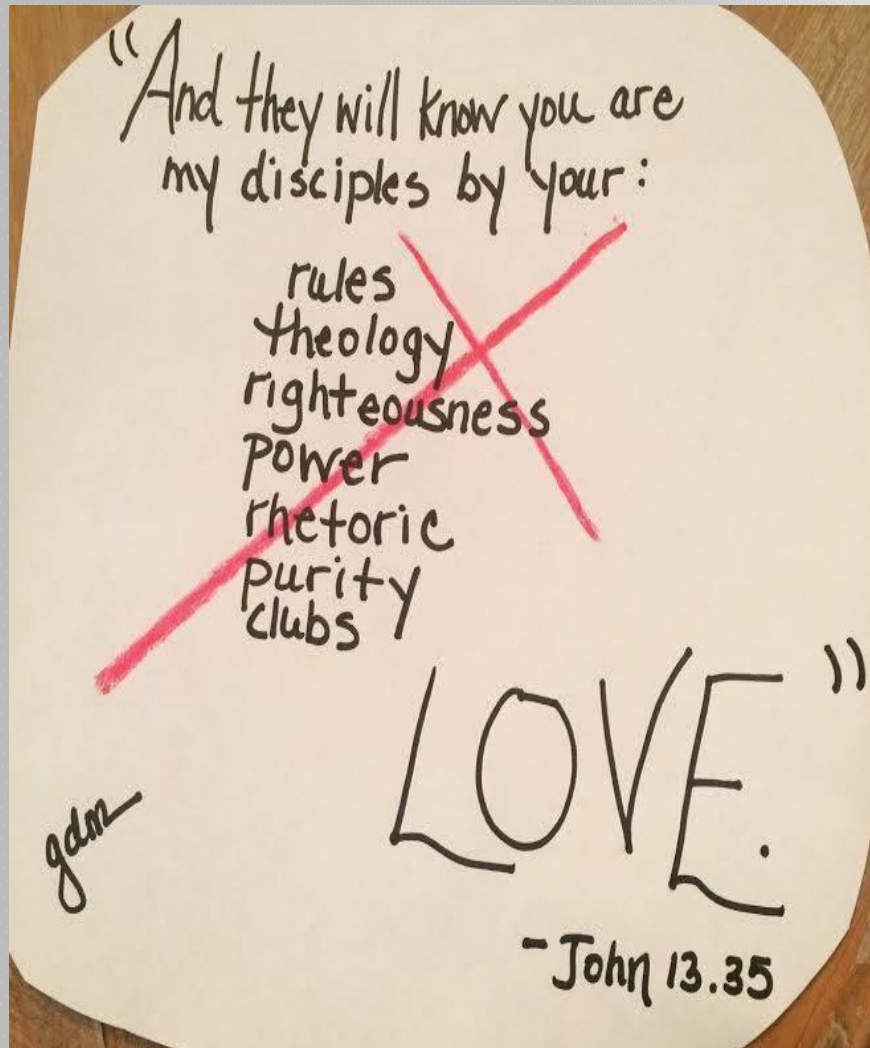 "And they will know you are
my disciples by your:
rules
theology
righteousness
power
rhetoric
purity
clubs
LOVE."
gdm
-John 13.35